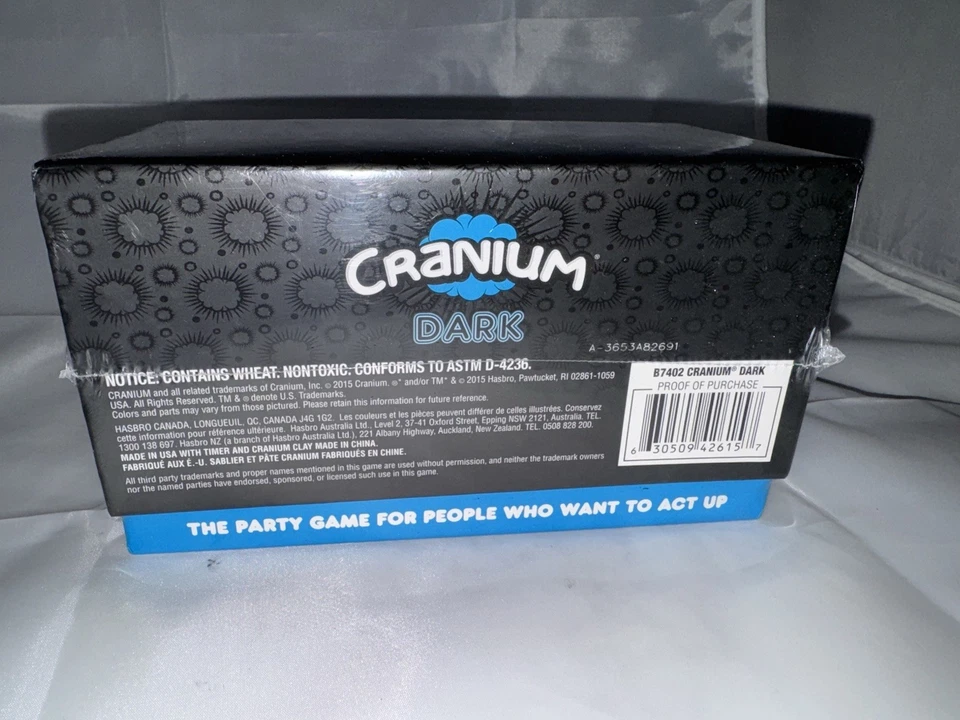 CRANIUM
DARK
A-3653A82691
NOTICE: CONTAINS WHEAT. NONTOXIC. CONFORMS TO ASTM D-4236.
CRANIUM and all related trademarks of Cranium, Inc. © 2015 Cranium. ®* and/or TM* & © 2015 Hasbro, Pawtucket, RI 02861-1059
USA. All Rights Reserved. TM & ® denote U.S. Trademarks.
Colors and parts may vary from those pictured. Please retain this information for future reference.
HASBRO CANADA, LONGUEUIL, QC, CANADA J4G 1G2. Les couleurs et les pièces peuvent différer de celles illustrées. Conservez
cette information pour référence ultérieure. Hasbro Australia Ltd., Level 2, 37-41 Oxford Street, Epping NSW 2121, Australia. TEL.
1300 138 697. Hasbro NZ (a branch of Hasbro Australia Ltd.), 221 Albany Highway, Auckland, New Zealand. TEL. 0508 828 200.
MADE IN USA WITH TIMER AND CRANIUM CLAY MADE IN CHINA.
FABRIQUÉ AUX É.-U. SABLIER ET PÂTE CRANIUM FABRIQUÉS EN CHINE.
All third party trademarks and proper names mentioned in this game are used without permission, and neither the trademark owners
nor the named parties have endorsed, sponsored, or licensed such use in this game.
B7402 CRANIUM® DARK
PROOF OF PURCHASE
6 30509 42615 7
THE PARTY GAME FOR PEOPLE WHO WANT TO ACT UP